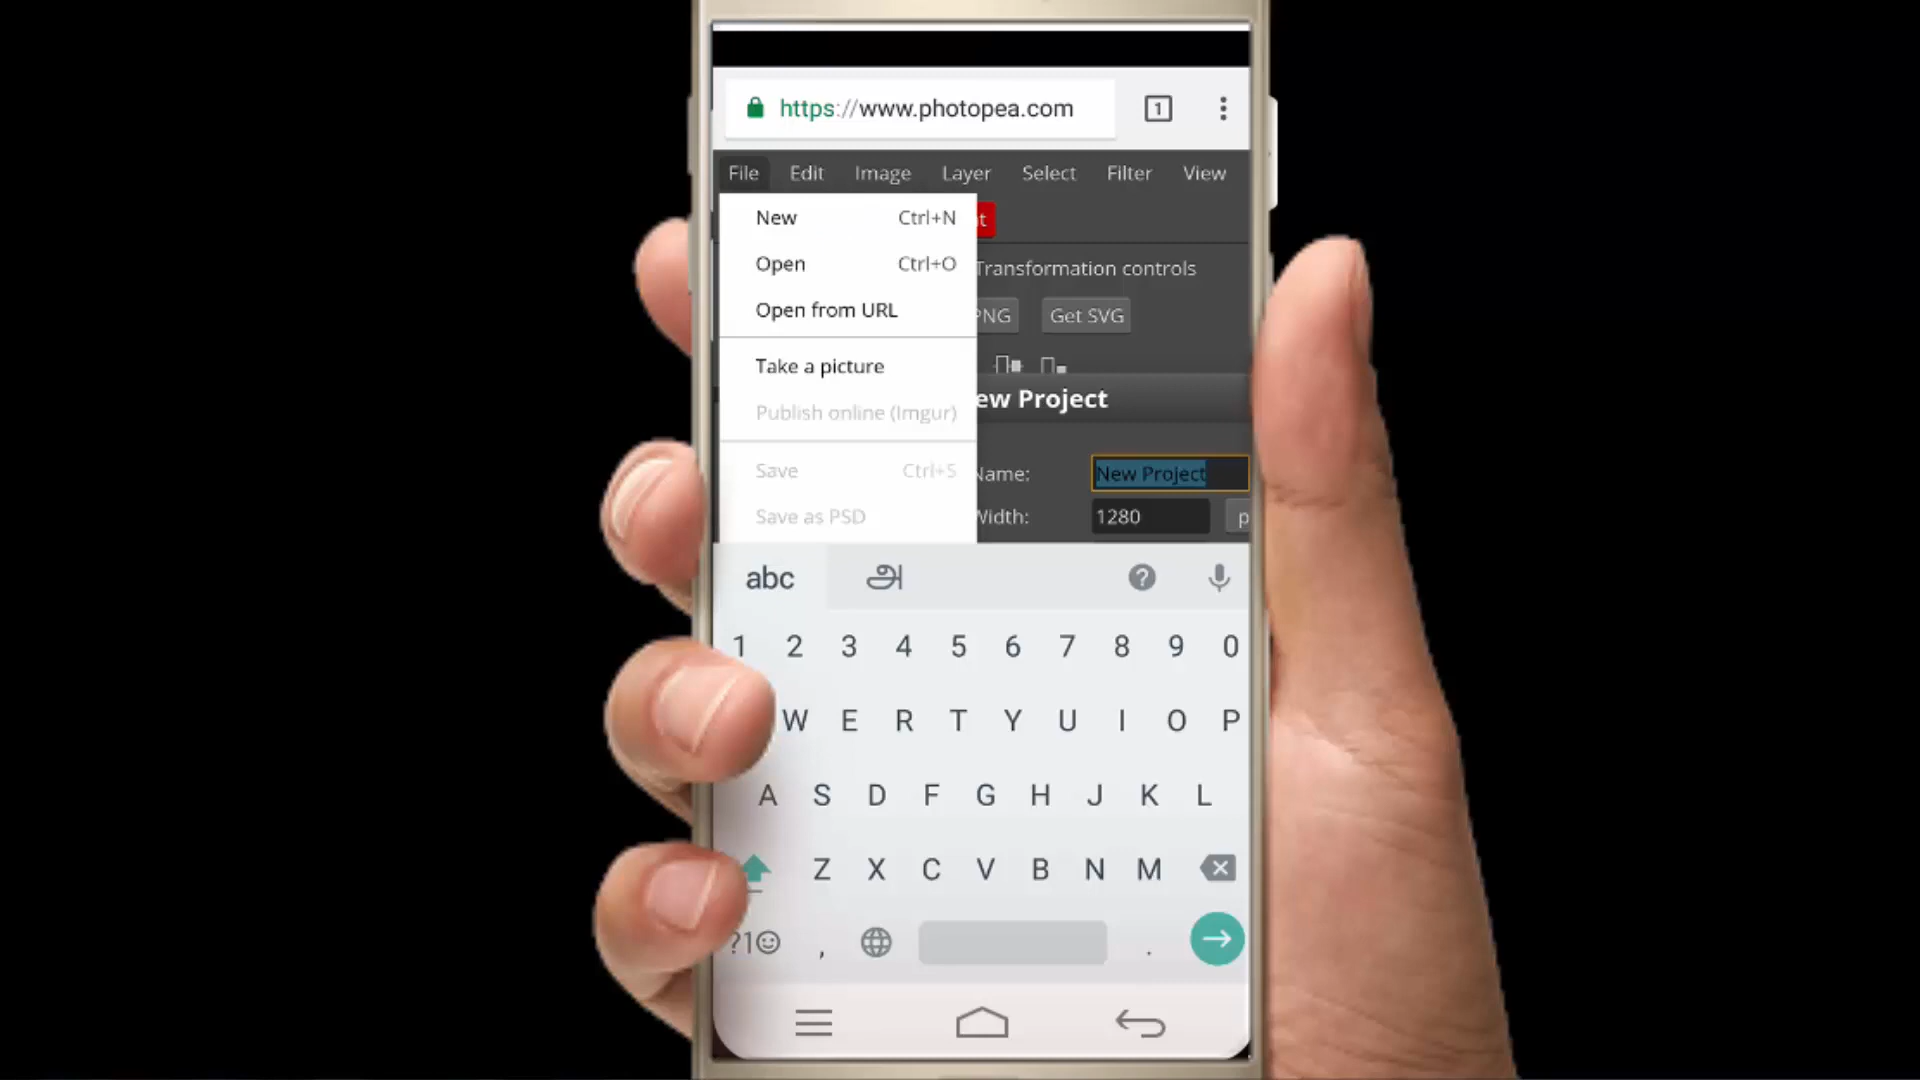 https://www.photopea.com 1
File Edit Image Layer Select Filter View
New Ctrl+N
Open Ctrl+O
Transformation controls
Open from URL
PNG Get SVG
Take a picture
ew Project
Publish online (Imgur)
Save Ctrl+S
Name: New Project
Save as PSD
Width: 1280 p
abc அ ?
1 2 3 4 5 6 7 8 9 0
W E R T Y U I O P
A S D F G H J K L
Z X C V B N M
?1 , .